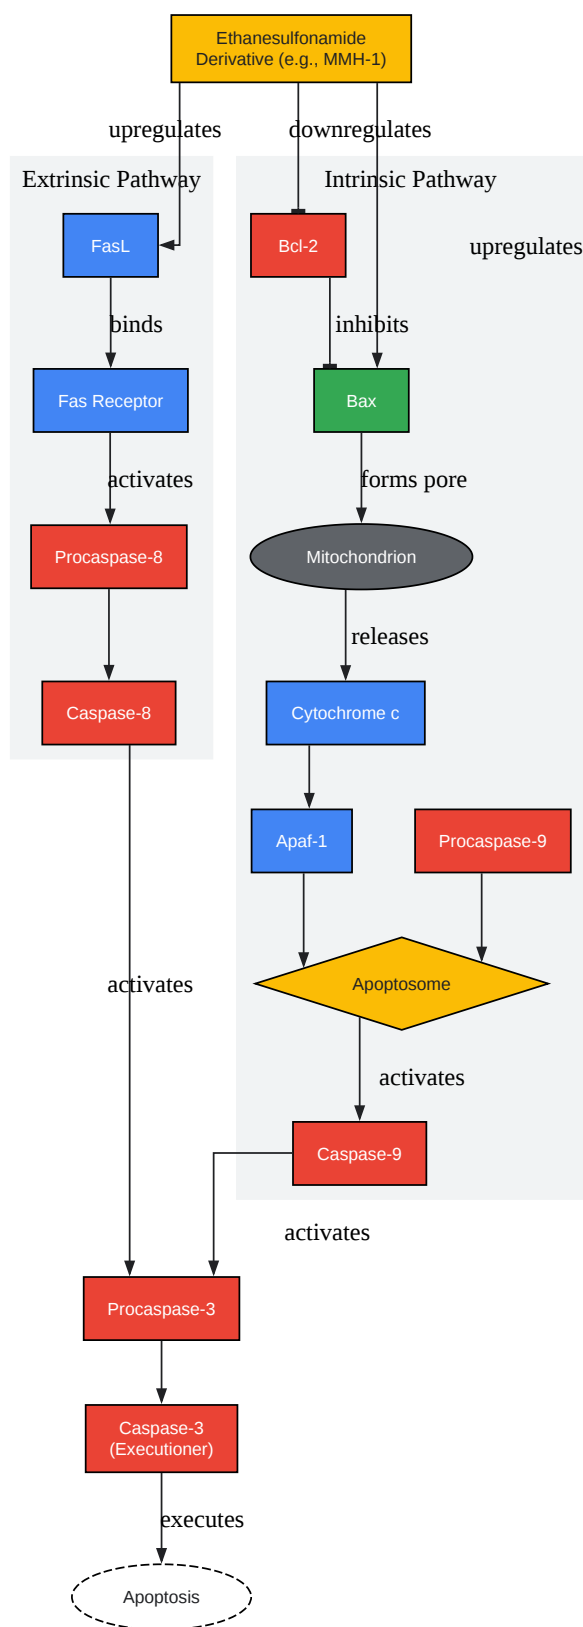 Ethanesulfonamide
Derivative (e.g., MMH-1)
upregulates
downregulates
Extrinsic Pathway
Intrinsic Pathway
FasL
Bcl-2
upregulates
binds
inhibits
Fas Receptor
Bax
activates
forms pore
Procaspase-8
Mitochondrion
releases
Caspase-8
Cytochrome c
Apaf-1
Procaspase-9
activates
Apoptosome
activates
Caspase-9
activates
Procaspase-3
Caspase-3
(Executioner)
executes
Apoptosis